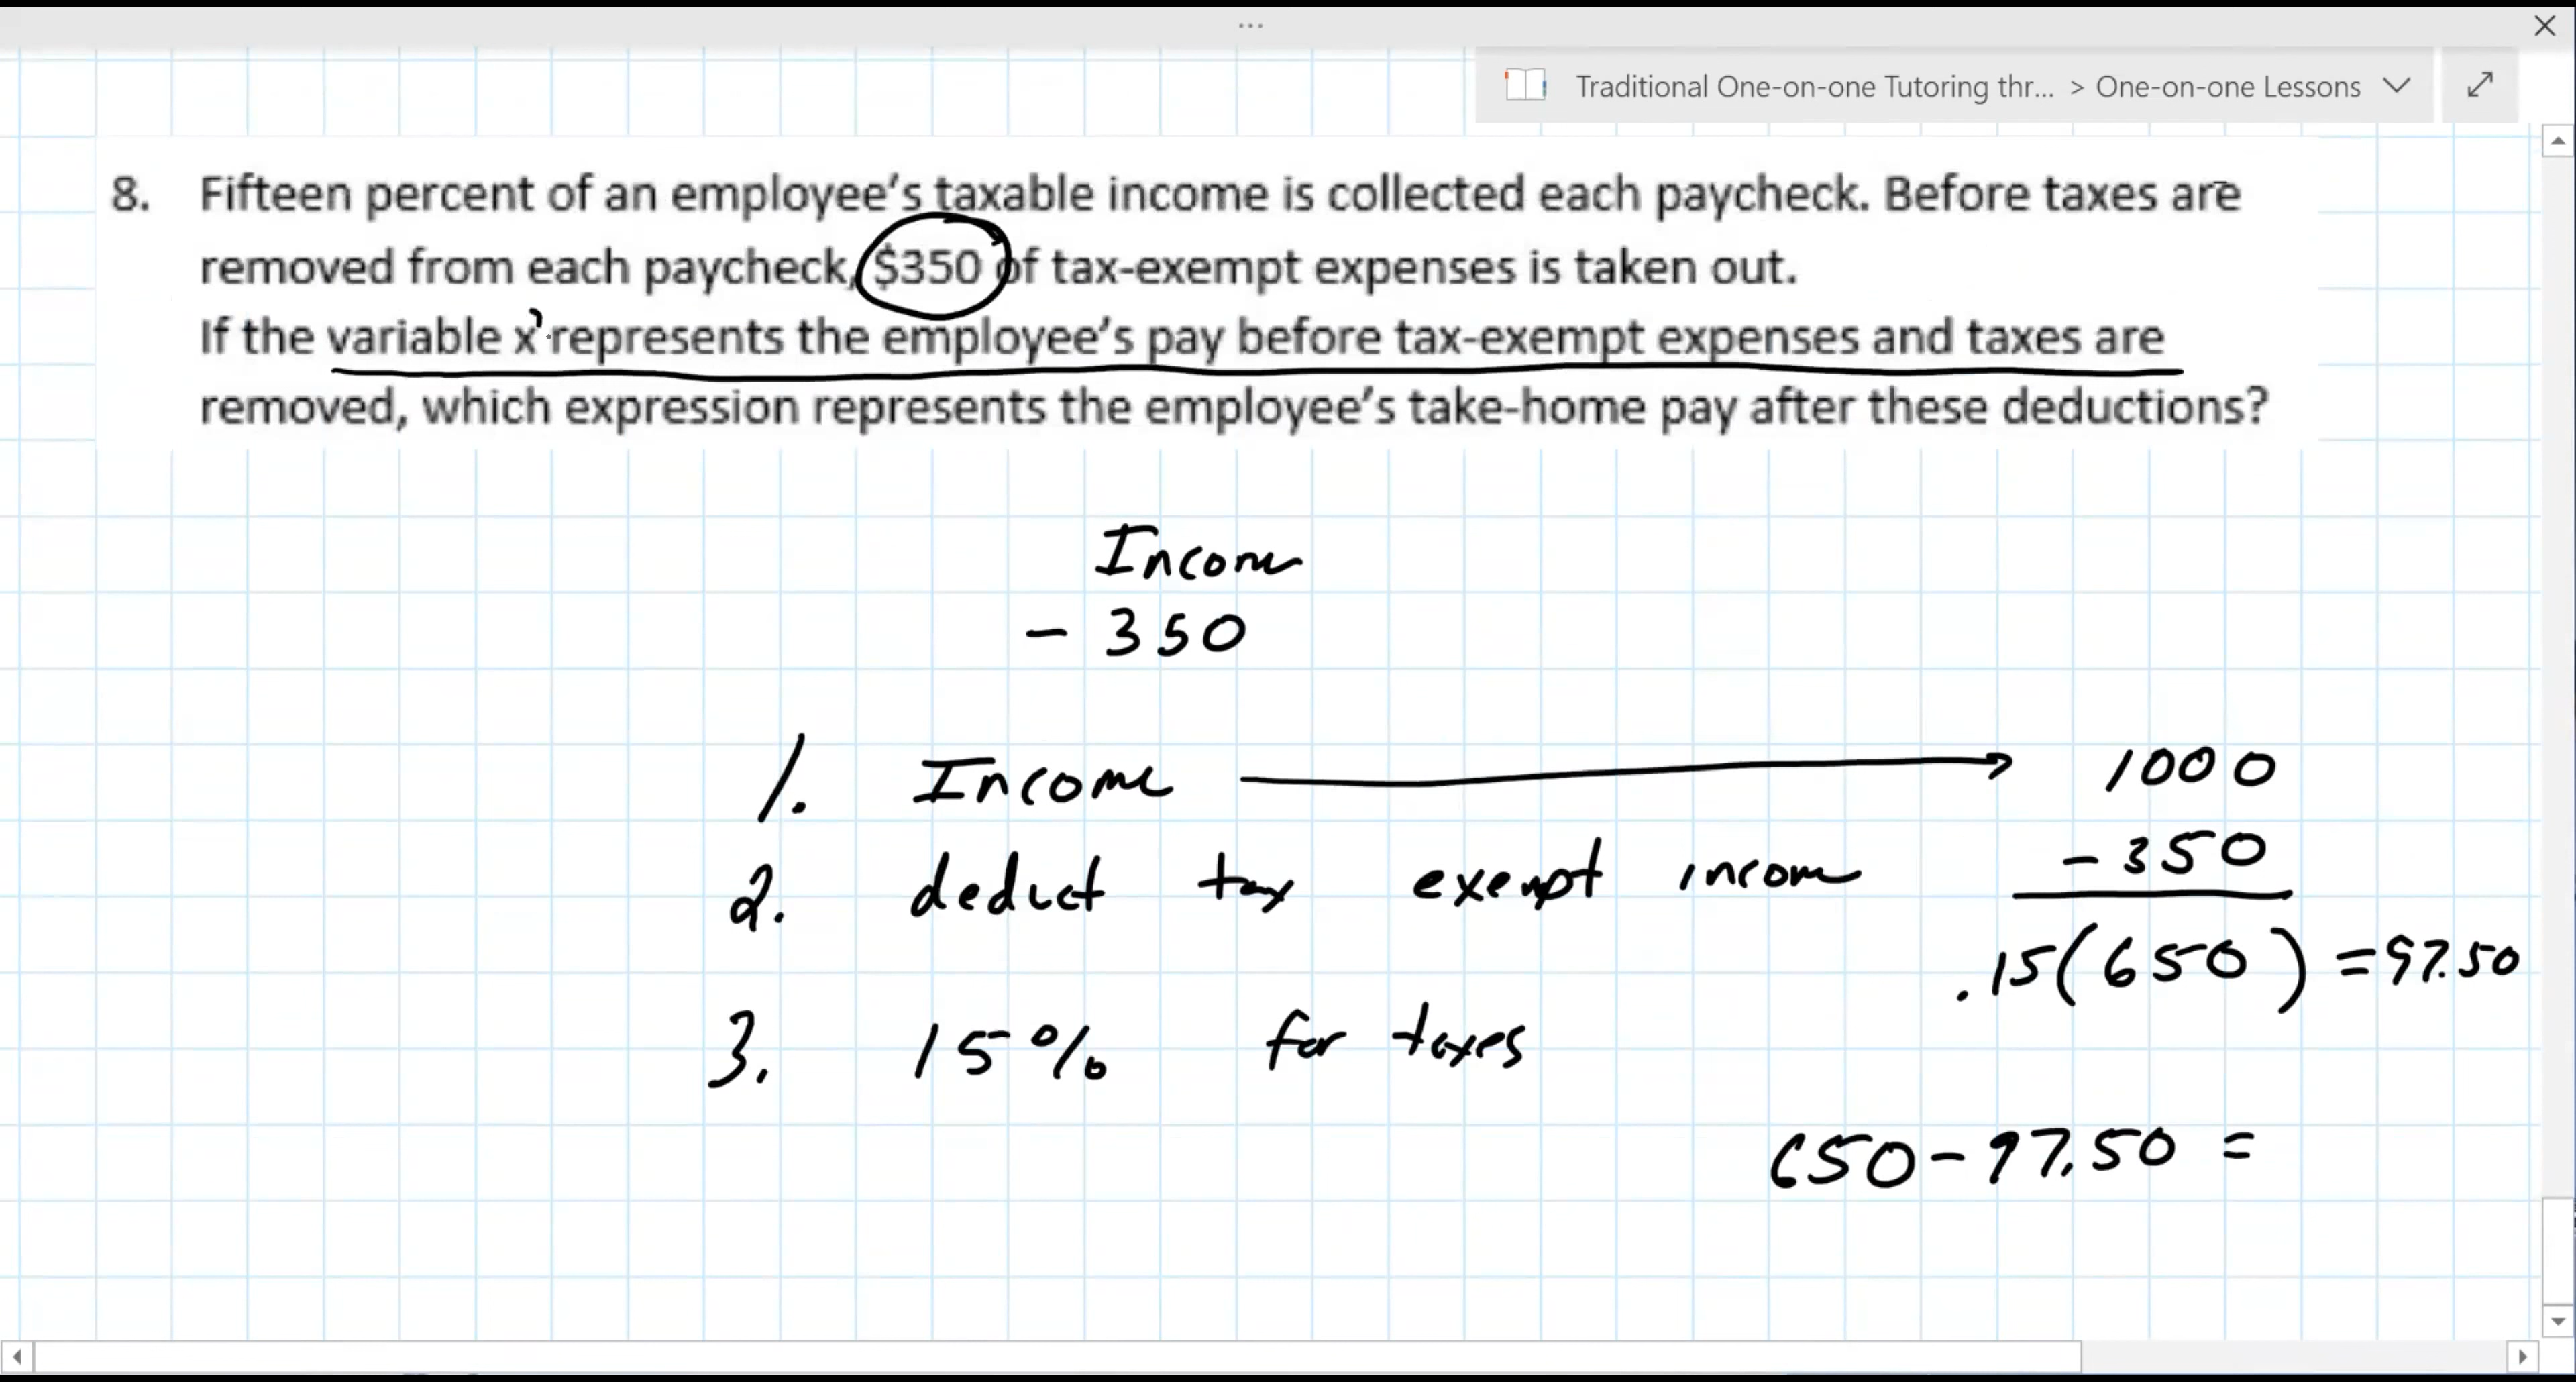 ...
Traditional One-on-one Tutoring thr... > One-on-one Lessons
8. Fifteen percent of an employee's taxable income is collected each paycheck. Before taxes are
removed from each paycheck, $350 of tax-exempt expenses is taken out.
If the variable x represents the employee's pay before tax-exempt expenses and taxes are
removed, which expression represents the employee's take-home pay after these deductions?
Income
- 350
1. Income → 1000
2. deduct tax exempt income - 350
.15(650) = 97.50
3. 15% for taxes
650 - 97.50 =